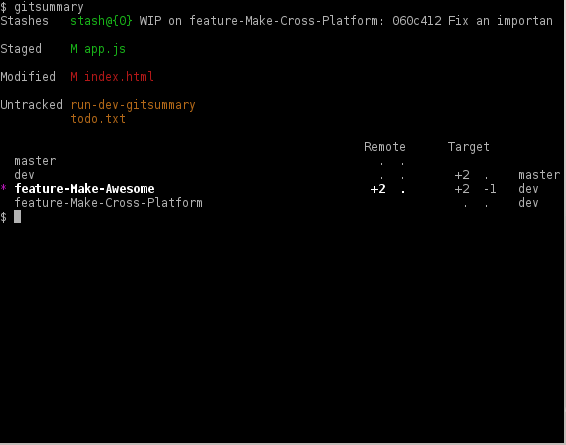 $ gitsummary
Stashes   stash@{0} WIP on feature-Make-Cross-Platform: 060c412 Fix an importan
Staged    M app.js
Modified  M index.html
Untracked run-dev-gitsummary
          todo.txt
                                                    Remote      Target
  master                                              .  .
  dev                                                 .  .       +2  .    master
* feature-Make-Awesome                               +2  .       +2  -1   dev
  feature-Make-Cross-Platform                                     .  .    dev
$